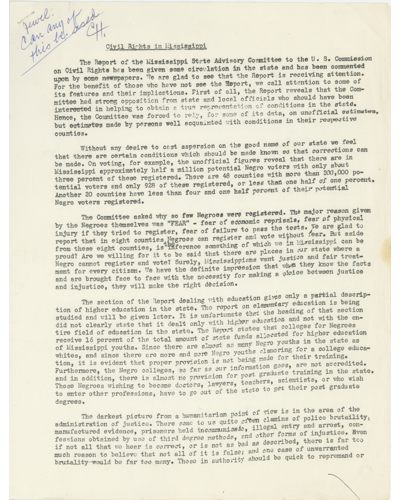 Jewel.
Can any of
this be used
CH.
Civil Rights in Mississippi
The Report of the Mississippi State Advisory Committee to the U. S. Commission
on Civil Rights has been given some circulation in the state and has been commented
upon by some newspapers. We are glad to see that the Report is receiving attention.
For the benefit of those who have not seen the Report, we call attention to some of
its features and their implications. First of all, the Report reveals that the Com-
mittee had strong opposition from state and local officials who should have been
interested in helping to obtain a true representation of conditions in the state.
Hence, the Committee was forced to rely, for some of its data, on unofficial estimates,
but estimates made by persons well acquainted with conditions in their respective
counties.
Without any desire to cast aspersion on the good name of our state we feel
that there are certain conditions which should be made known so that corrections can
be made. On voting, for example, the unofficial figures reveal that there are in
Mississippi approximately half a million potential Negro voters with only about
three percent of these registered. There are 48 counties with more than 200,000 po-
tential voters and only 928 of these registered, or less than one half of one percent.
Another 20 counties have less than four and one half percent of their potential
Negro voters registered.
The Committee asked why so few Negroes were registered. The major reason given
by the Negroes themselves was "FEAR" - fear of economic reprisals, fear of physical
injury if they tried to register, fear of failure to pass the tests. We are glad to
report that in eight counties Negroes can register and vote without fear. But aside
from these eight counties, is difference something of which we in Mississippi can be
proud? Are we willing for it to be said that there are places in our state where a
Negro cannot register and vote? Surely, Mississippians want justice and fair treat-
ment for every citizen. We have the definite impression that when they know the facts
and are brought face to face with the necessity for making a choice between justice
and injustice, they will make the right decision.
The section of the Report dealing with education gives only a partial descrip-
tion of higher education in the state. The report on elementary education is being
studied and will be given later. It is unfortunate that the heading of that section
did not clearly state that it dealt only with higher education and not with the en-
tire field of education in the state. The Report states that colleges for Negroes
receive 16 percent of the total amount of state funds allocated for higher education
of Mississippi youths. Since there are almost as many Negro youths in the state as
whites, and since there are more and more Negro youths clamoring for a college educa-
tion, it is evident that proper provision is not being made for their training.
Furthermore, the Negro colleges, so far as our information goes, are not accredited,
and in addition, there is almost no provision for post graduate training in the state.
Those Negroes wishing to become doctors, lawyers, teachers, scientists, or who wish
to enter other professions, have to go out of the state to get their post graduate
degrees.
The darkest picture from a humanitarian point of view is in the area of the
administration of justice. There come to us quite often claims of police brutality,
manufactured evidence, prisoners held incommunicado, illegal entry and arrest, con-
fessions obtained by use of third degree methods, and other forms of injustice. Even
if not all that we hear is correct, or is not as bad as described, there is far too
much reason to believe that not all of it is false; and one case of unwarranted
brutality would be far too many. Those in authority should be quick to reprimand or